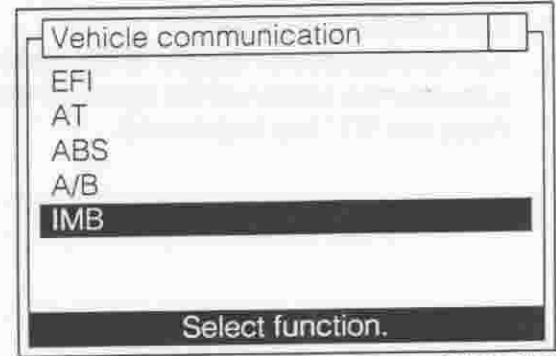 Vehicle communication
EFI
AT
ABS
A/B
IMB
Select function.